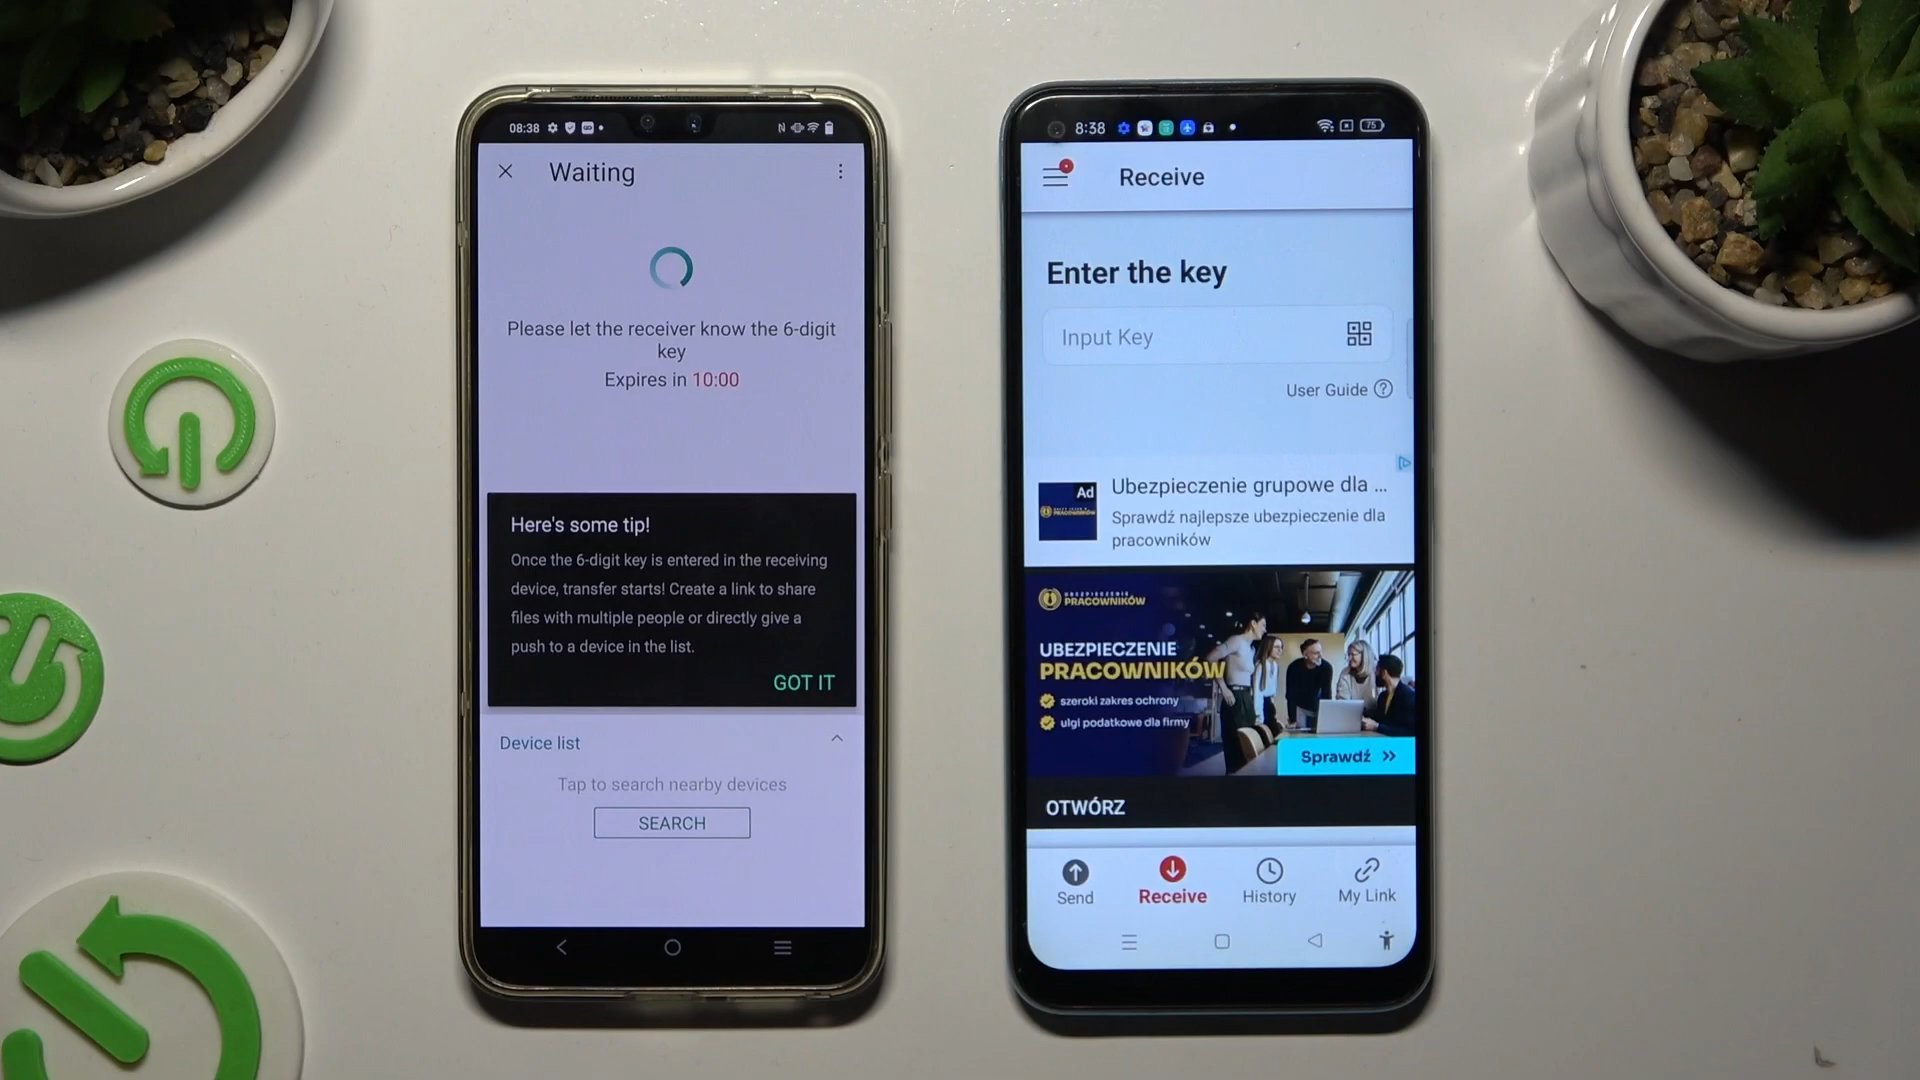 08:38
Waiting
Please let the receiver know the 6-digit
key
Expires in 10:00
Here's some tip!
Once the 6-digit key is entered in the receiving
device, transfer starts! Create a link to share
files with multiple people or directly give a
push to a device in the list.
GOT IT
Device list
Tap to search nearby devices
SEARCH
8:38
75
Receive
Enter the key
Input Key
User Guide ?
Ad
Ubezpieczenie grupowe dla ...
Sprawdź najlepsze ubezpieczenie dla
pracowników
UBEZPIECZENIE
PRACOWNIKÓW
UBEZPIECZENIE
PRACOWNIKÓW
szeroki zakres ochrony
ulgi podatkowe dla firmy
Sprawdź »
OTWÓRZ
Send
Receive
History
My Link